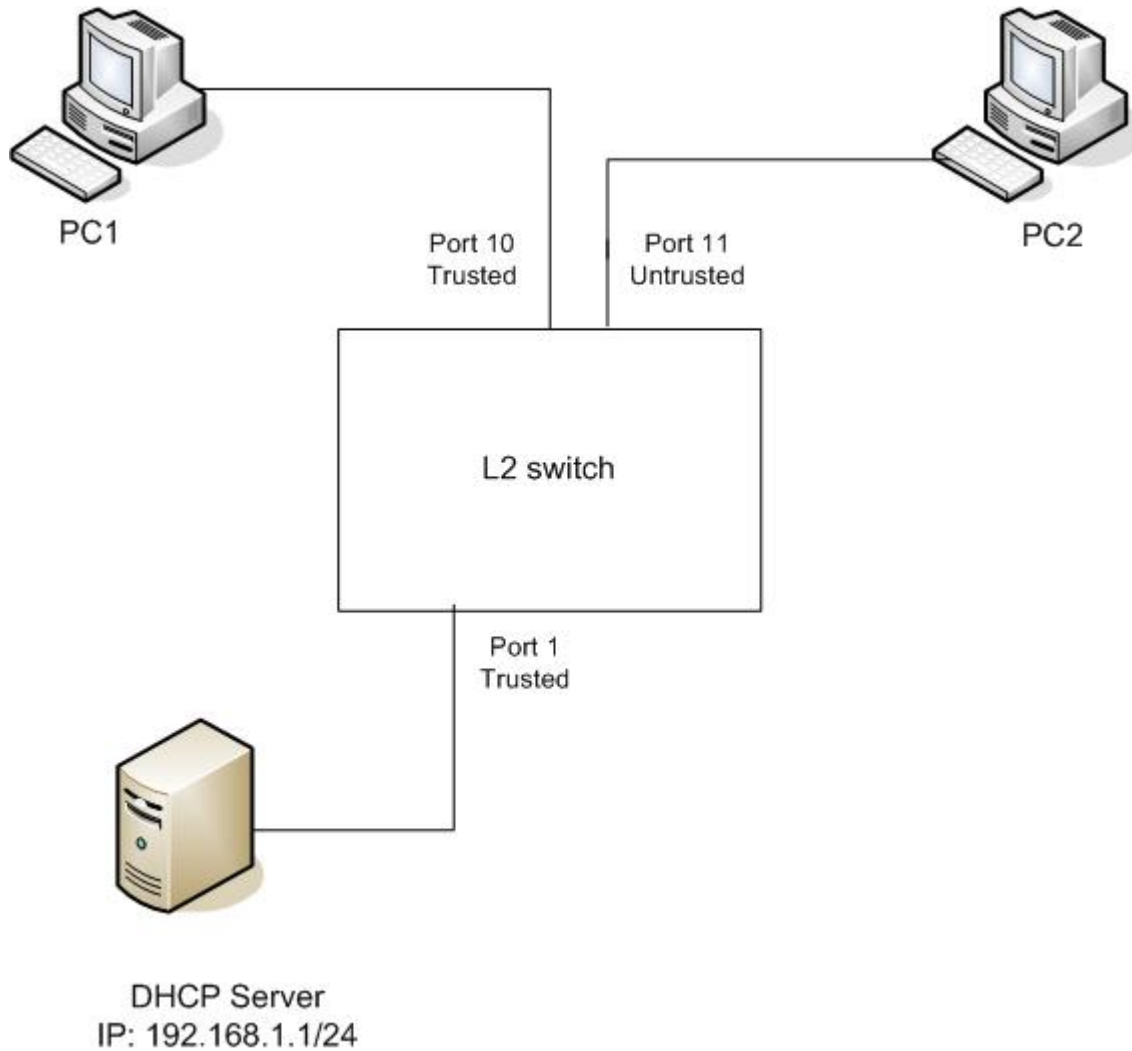 PC1
PC2
Port 10
Trusted
Port 11
Untrusted
L2 switch
Port 1
Trusted
DHCP Server
IP: 192.168.1.1/24